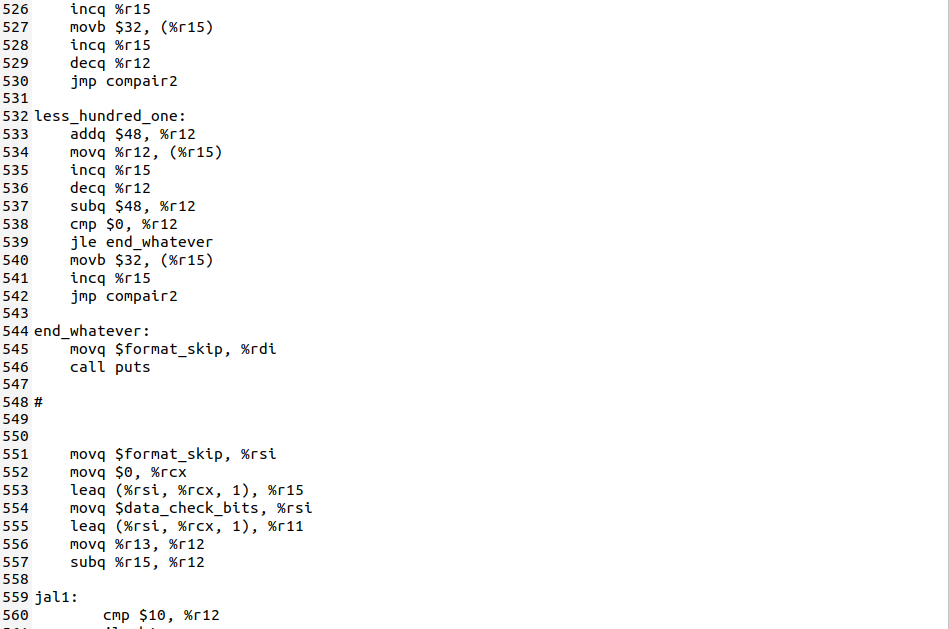 526 incq %r15
527 movb $32, (%r15)
528 incq %r15
529 decq %r12
530 jmp compair2
531
532 less_hundred_one:
533 addq $48, %r12
534 movq %r12, (%r15)
535 incq %r15
536 decq %r12
537 subq $48, %r12
538 cmp $0, %r12
539 jle end_whatever
540 movb $32, (%r15)
541 incq %r15
542 jmp compair2
543
544 end_whatever:
545 movq $format_skip, %rdi
546 call puts
547
548 #
549
550
551 movq $format_skip, %rsi
552 movq $0, %rcx
553 leaq (%rsi, %rcx, 1), %r15
554 movq $data_check_bits, %rsi
555 leaq (%rsi, %rcx, 1), %r11
556 movq %r13, %r12
557 subq %r15, %r12
558
559 jal1:
560 cmp $10, %r12